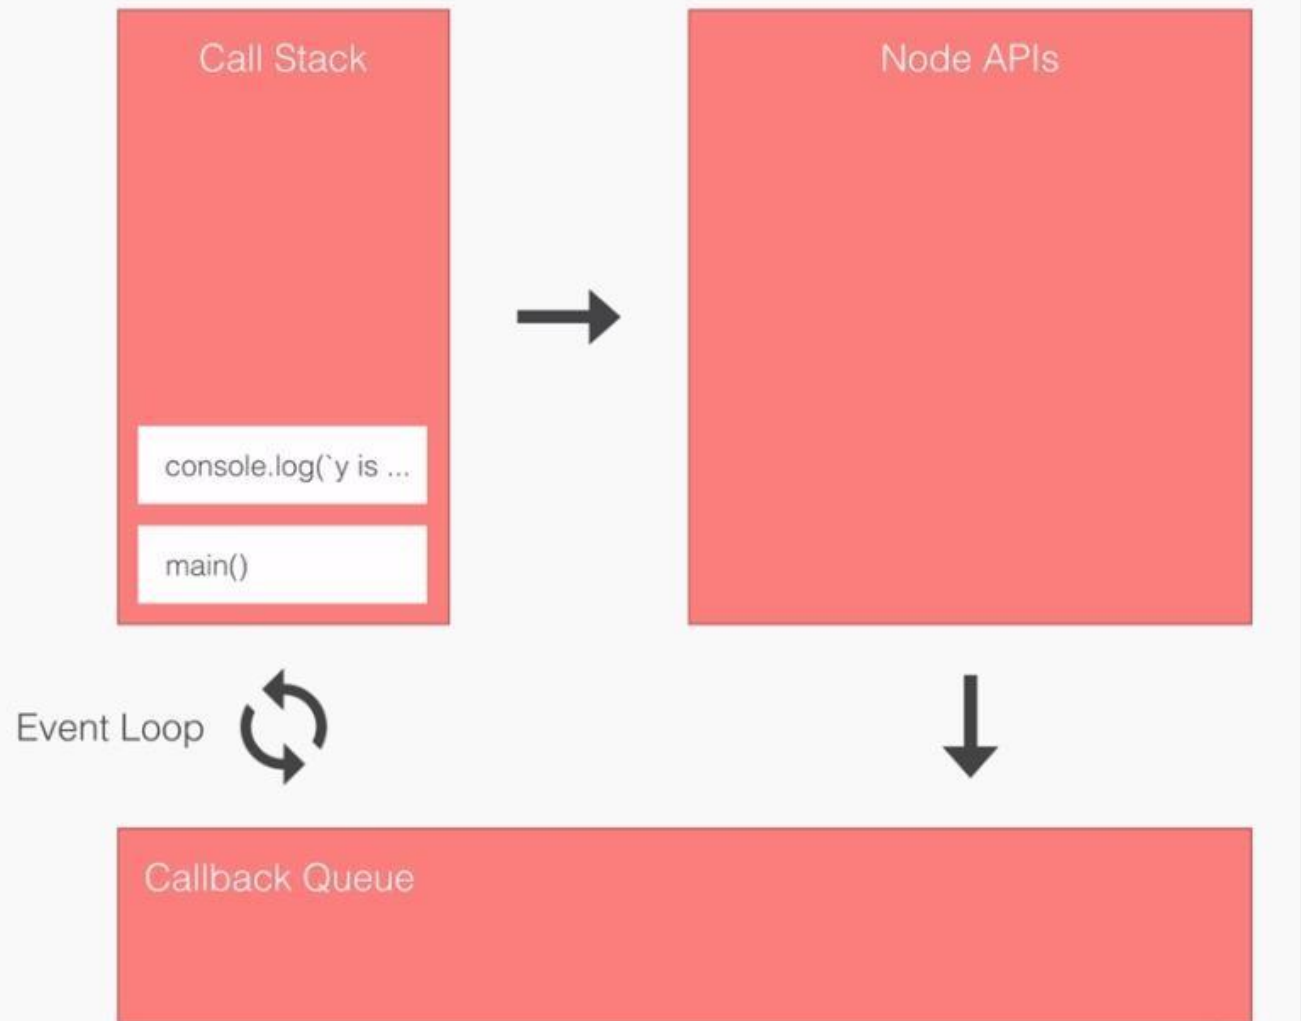 Call Stack
Node APIs
console.log(`y is ...
main()
Event Loop
Callback Queue